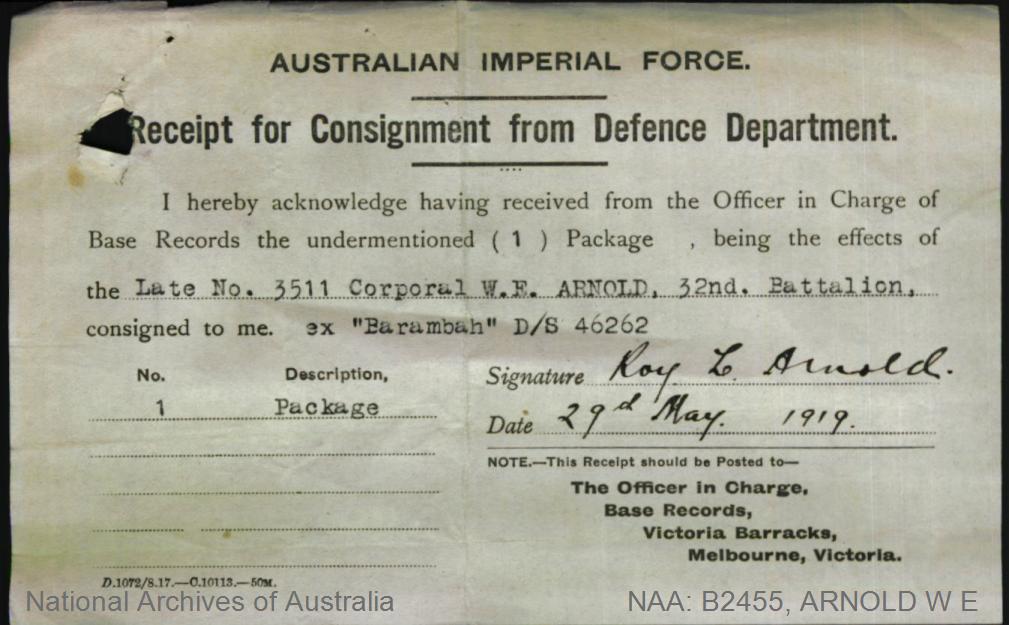 AUSTRALIAN IMPERIAL FORCE.
Receipt for Consignment from Defence Department.
I hereby acknowledge having received from the Officer in Charge of
Base Records the undermentioned ( 1 ) Package , being the effects of
the Late No. 3511 Corporal W.E. ARNOLD, 32nd. Battalion,
consigned to me. ex "Barambah" D/S 46262
No. Description,
1 Package
Signature Roy L. Arnold.
Date 29d May. 1919.
NOTE.—This Receipt should be Posted to—
The Officer in Charge,
Base Records,
Victoria Barracks,
Melbourne, Victoria.
D.1072/8.17.—C.10113.—50M.
National Archives of Australia
NAA: B2455, ARNOLD W E